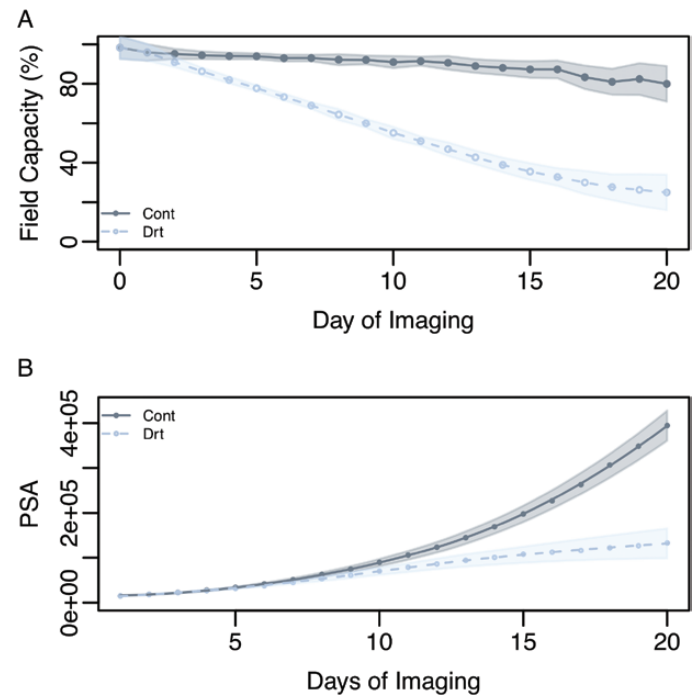 A
Field Capacity (%)
80
40
0
Cont
Drt
0 5 10 15 20
Day of Imaging
B
PSA
4e+05
2e+05
0e+00
Cont
Drt
5 10 15 20
Days of Imaging